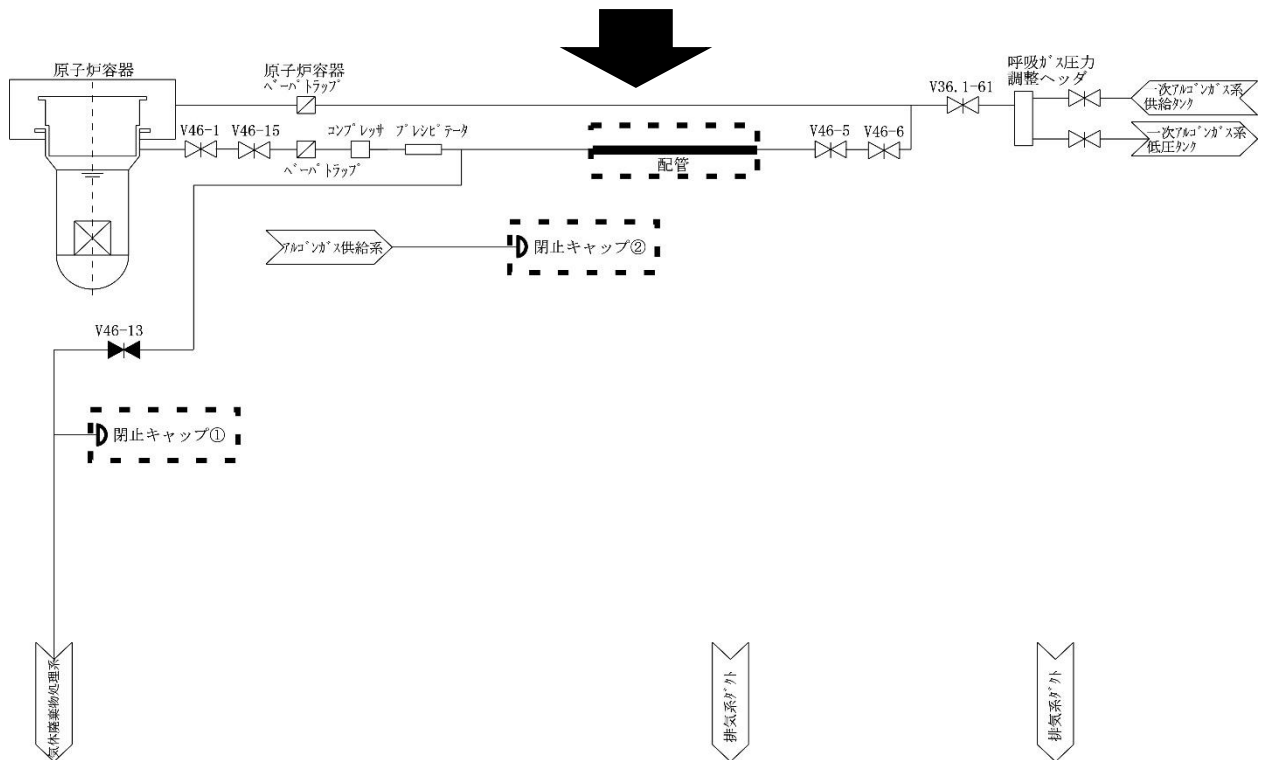 原子炉容器
原子炉容器
ベーパトラップ
呼吸ガス圧力
調整ヘッダ
V36.1-61
一次アルゴンガス系
供給タンク
V46-1
V46-15
コンプレッサ
プレシピテータ
V46-5
V46-6
一次アルゴンガス系
低圧タンク
ベーパトラップ
配管
アルゴンガス供給系
閉止キャップ②
V46-13
閉止キャップ①
気体廃棄物処理系
排気系ダクト
排気系ダクト